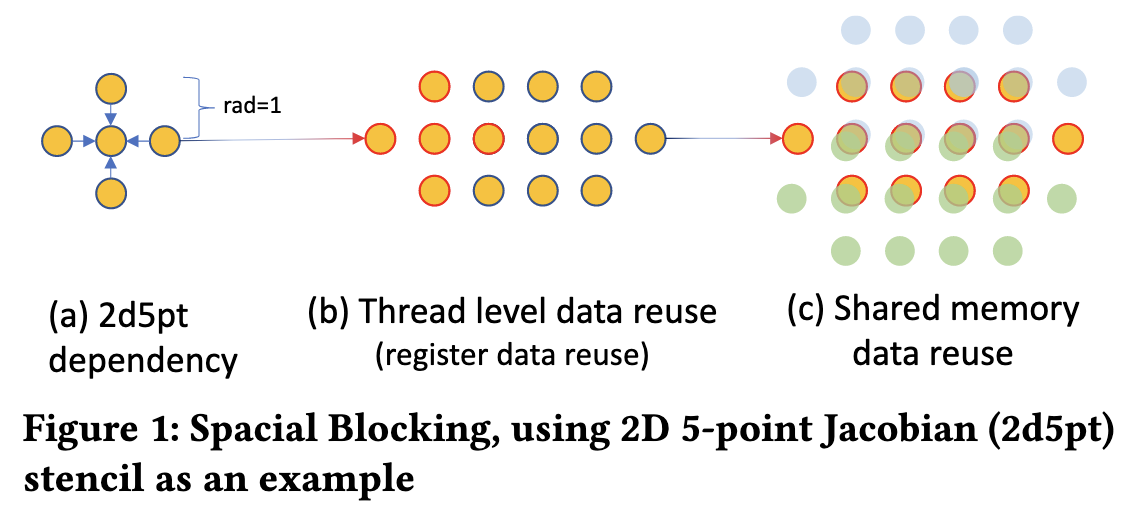 rad=1
(a) 2d5pt
dependency
(b) Thread level data reuse
(register data reuse)
(c) Shared memory
data reuse
Figure 1: Spacial Blocking, using 2D 5-point Jacobian (2d5pt)
stencil as an example